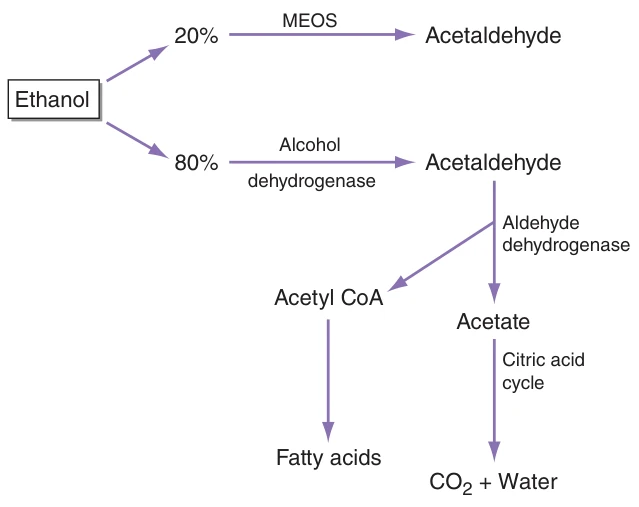 MEOS
20%
Acetaldehyde
Ethanol
80%
Alcohol
dehydrogenase
Acetaldehyde
Aldehyde
dehydrogenase
Acetyl CoA
Acetate
Citric acid
cycle
Fatty acids
CO₂ + Water